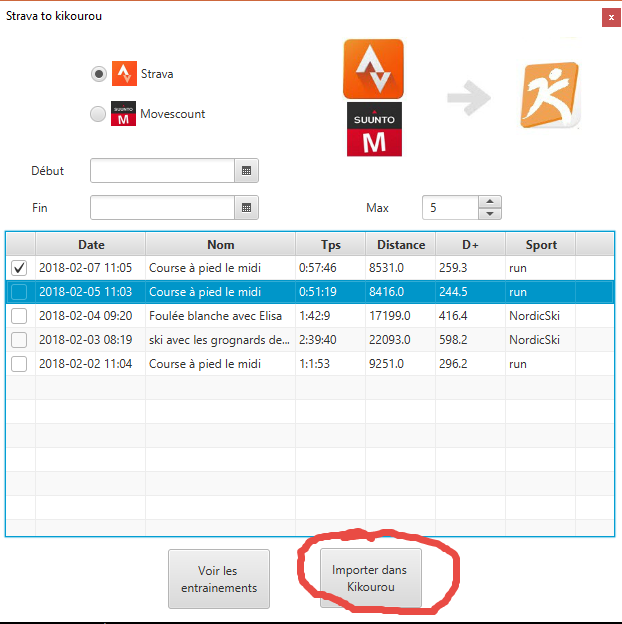 Strava to kikourou
x
Strava
SUUNTO
M
Movescount
SUUNTO
M
Début
Fin
Max
5
Date Nom Tps Distance D+ Sport
2018-02-07 11:05 Course à pied le midi 0:57:46 8531.0 259.3 run
2018-02-05 11:03 Course à pied le midi 0:51:19 8416.0 244.5 run
2018-02-04 09:20 Foulée blanche avec Elisa 1:42:9 17199.0 416.4 NordicSki
2018-02-03 08:19 ski avec les grognards de... 2:39:40 22093.0 598.2 NordicSki
2018-02-02 11:04 Course à pied le midi 1:1:53 9251.0 296.2 run
Voir les
entrainements
Importer dans
Kikourou